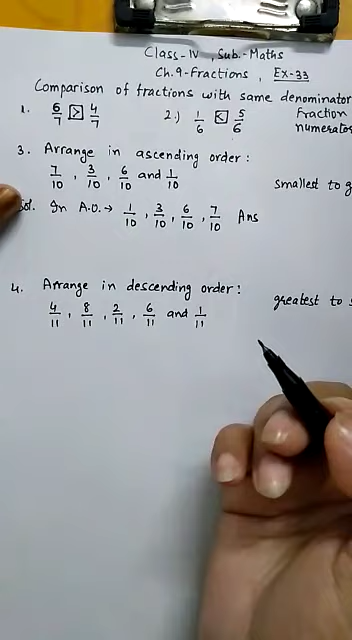 Class-IV, Sub.-Maths
Ch.9-Fractions, Ex-33
Comparison of fractions with same denominator
1. 6/7 [>] 4/7 2.) 1/6 [<] 5/6 Fraction
numerator
3. Arrange in ascending order:
7/10, 3/10, 6/10 and 1/10 smallest to g
Sol. In A.O.→ 1/10, 3/10, 6/10, 7/10 Ans
4. Arrange in descending order:
4/11, 8/11, 2/11, 6/11 and 1/11 greatest to s